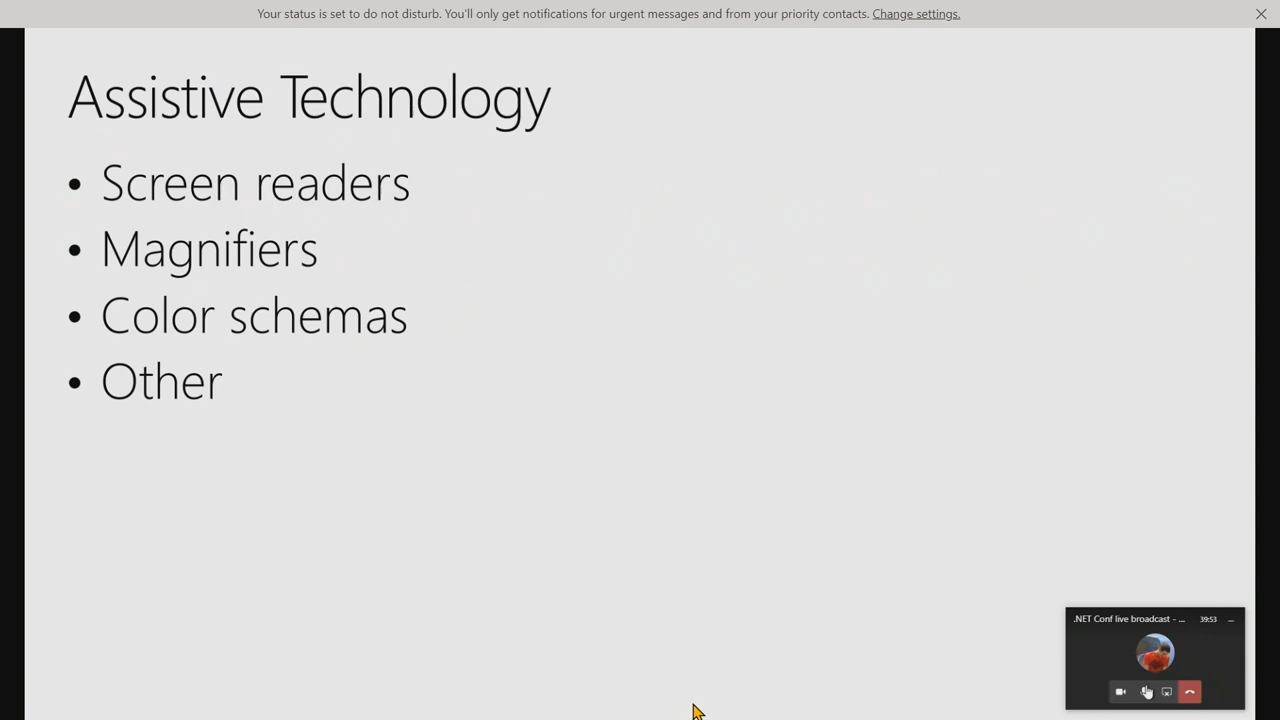 Your status is set to do not disturb. You'll only get notifications for urgent messages and from your priority contacts. Change settings.
Assistive Technology
• Screen readers
• Magnifiers
• Color schemas
• Other
.NET Conf live broadcast - ... 39:53